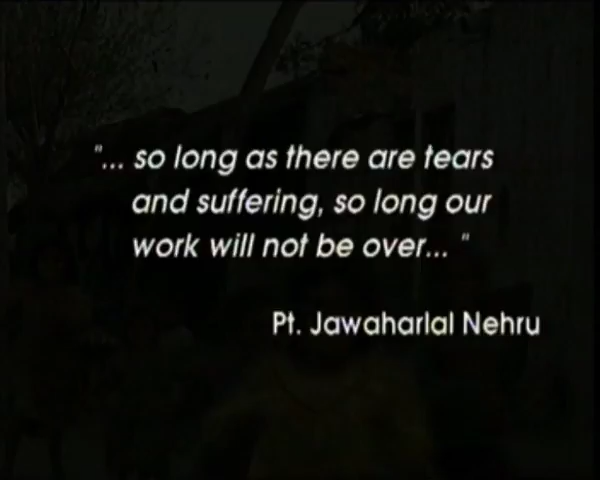 "... so long as there are tears
and suffering, so long our
work will not be over... "
Pt. Jawaharlal Nehru